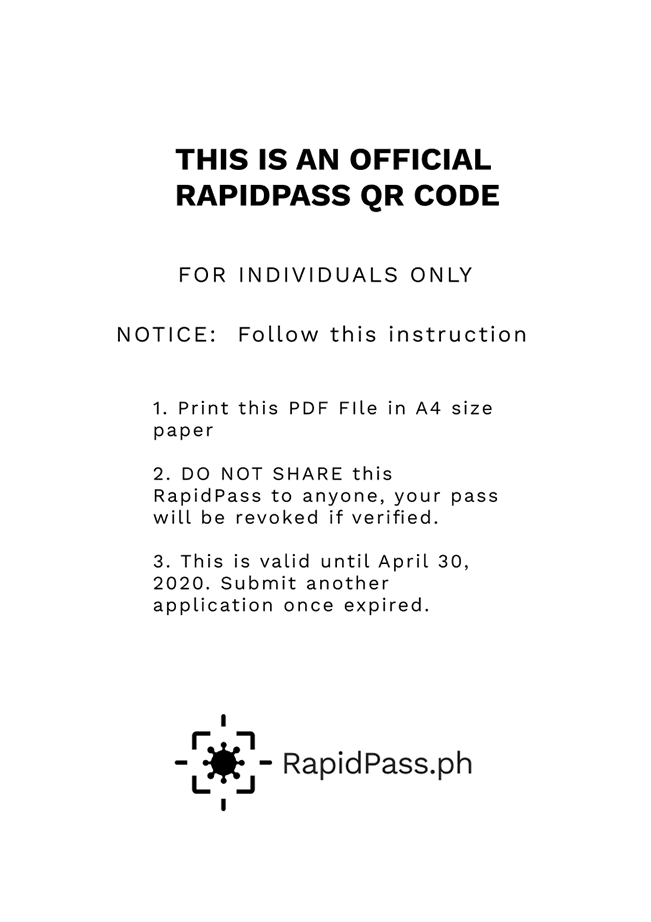 THIS IS AN OFFICIAL
RAPIDPASS QR CODE
FOR INDIVIDUALS ONLY
NOTICE: Follow this instruction
1. Print this PDF FIle in A4 size
paper
2. DO NOT SHARE this
RapidPass to anyone, your pass
will be revoked if verified.
3. This is valid until April 30,
2020. Submit another
application once expired.
RapidPass.ph